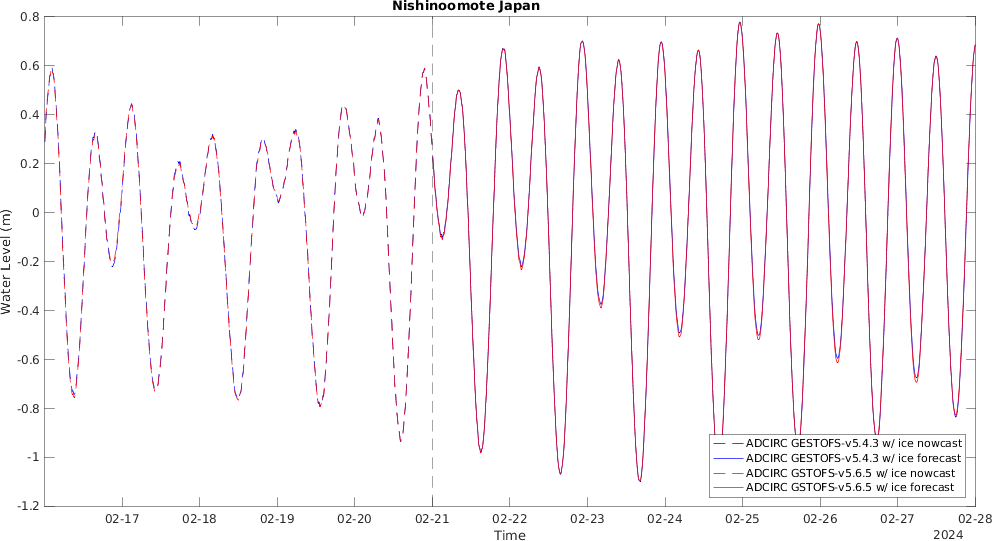 Nishinoomote Japan
Water Level (m)
0.8
0.6
0.4
0.2
0
-0.2
-0.4
-0.6
-0.8
-1
-1.2
ADCIRC GESTOFS-v5.4.3 w/ ice nowcast
ADCIRC GESTOFS-v5.4.3 w/ ice forecast
ADCIRC GSTOFS-v5.6.5 w/ ice nowcast
ADCIRC GSTOFS-v5.6.5 w/ ice forecast
02-17 02-18 02-19 02-20 02-21 02-22 02-23 02-24 02-25 02-26 02-27 02-28
Time
2024